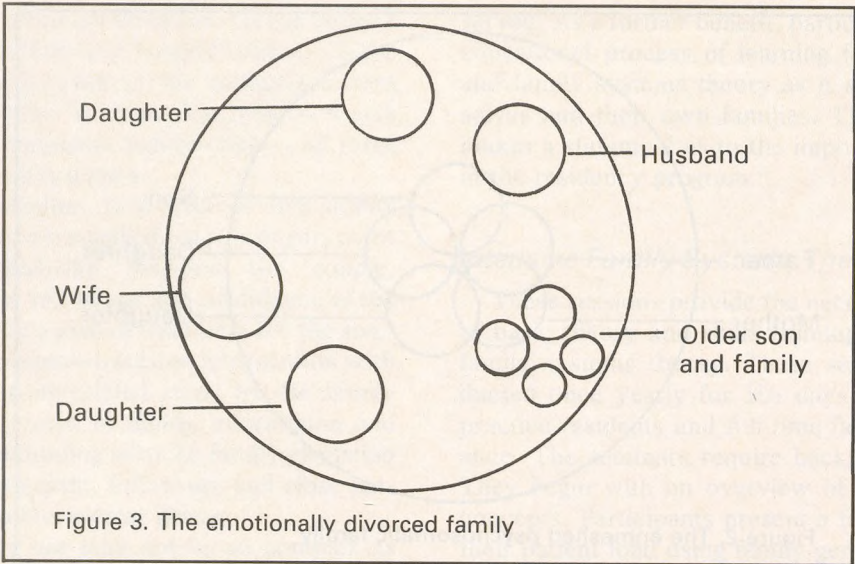 Daughter
Husband
Wife
Older son
and family
Daughter
Figure 3. The emotionally divorced family